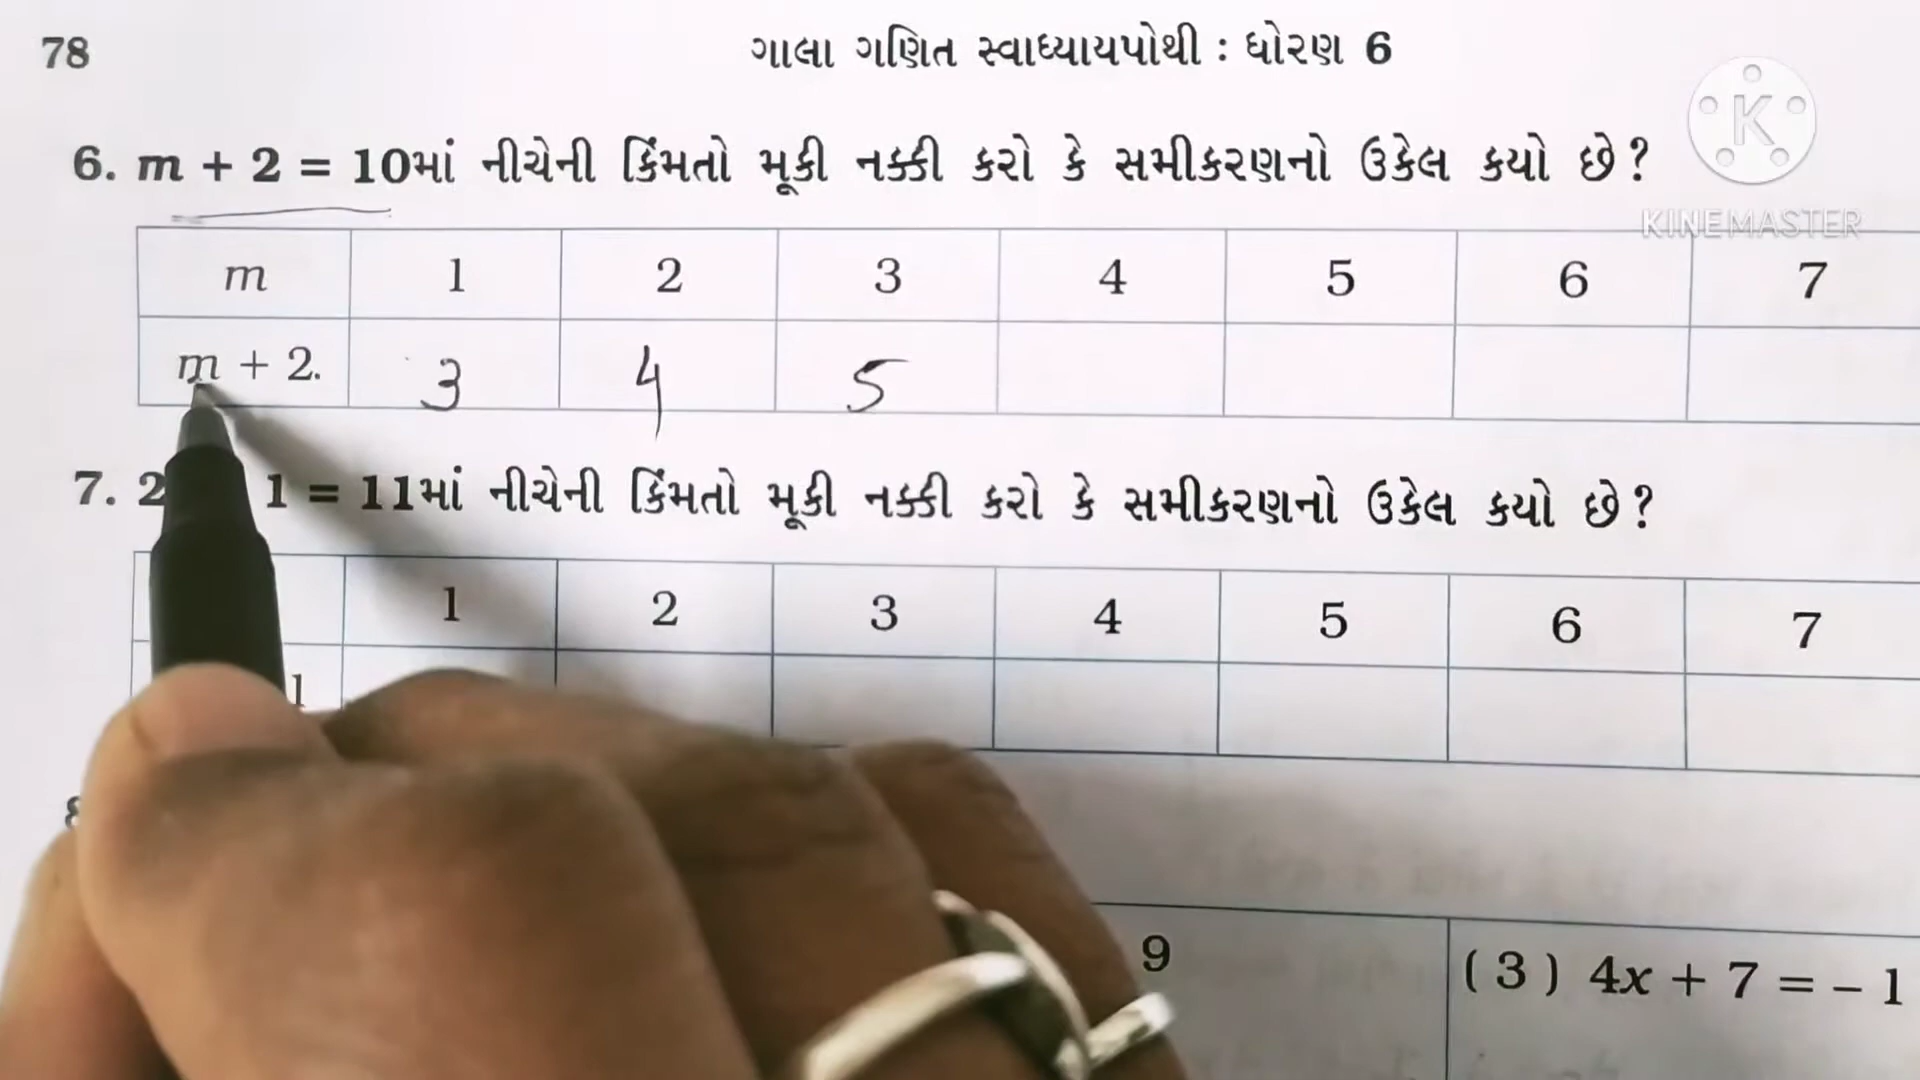 78 ગાલા ગણિત સ્વાધ્યાયપોથી : ધોરણ 6
K
KINEMASTER
6. m + 2 = 10માં નીચેની કિંમતો મૂકી નક્કી કરો કે સમીકરણનો ઉકેલ કયો છે?
m 1 2 3 4 5 6 7
m + 2. 3 4 5
7. 2 1 = 11માં નીચેની કિંમતો મૂકી નક્કી કરો કે સમીકરણનો ઉકેલ કયો છે?
1 2 3 4 5 6 7
1
9 ( 3 ) 4x + 7 = – 1